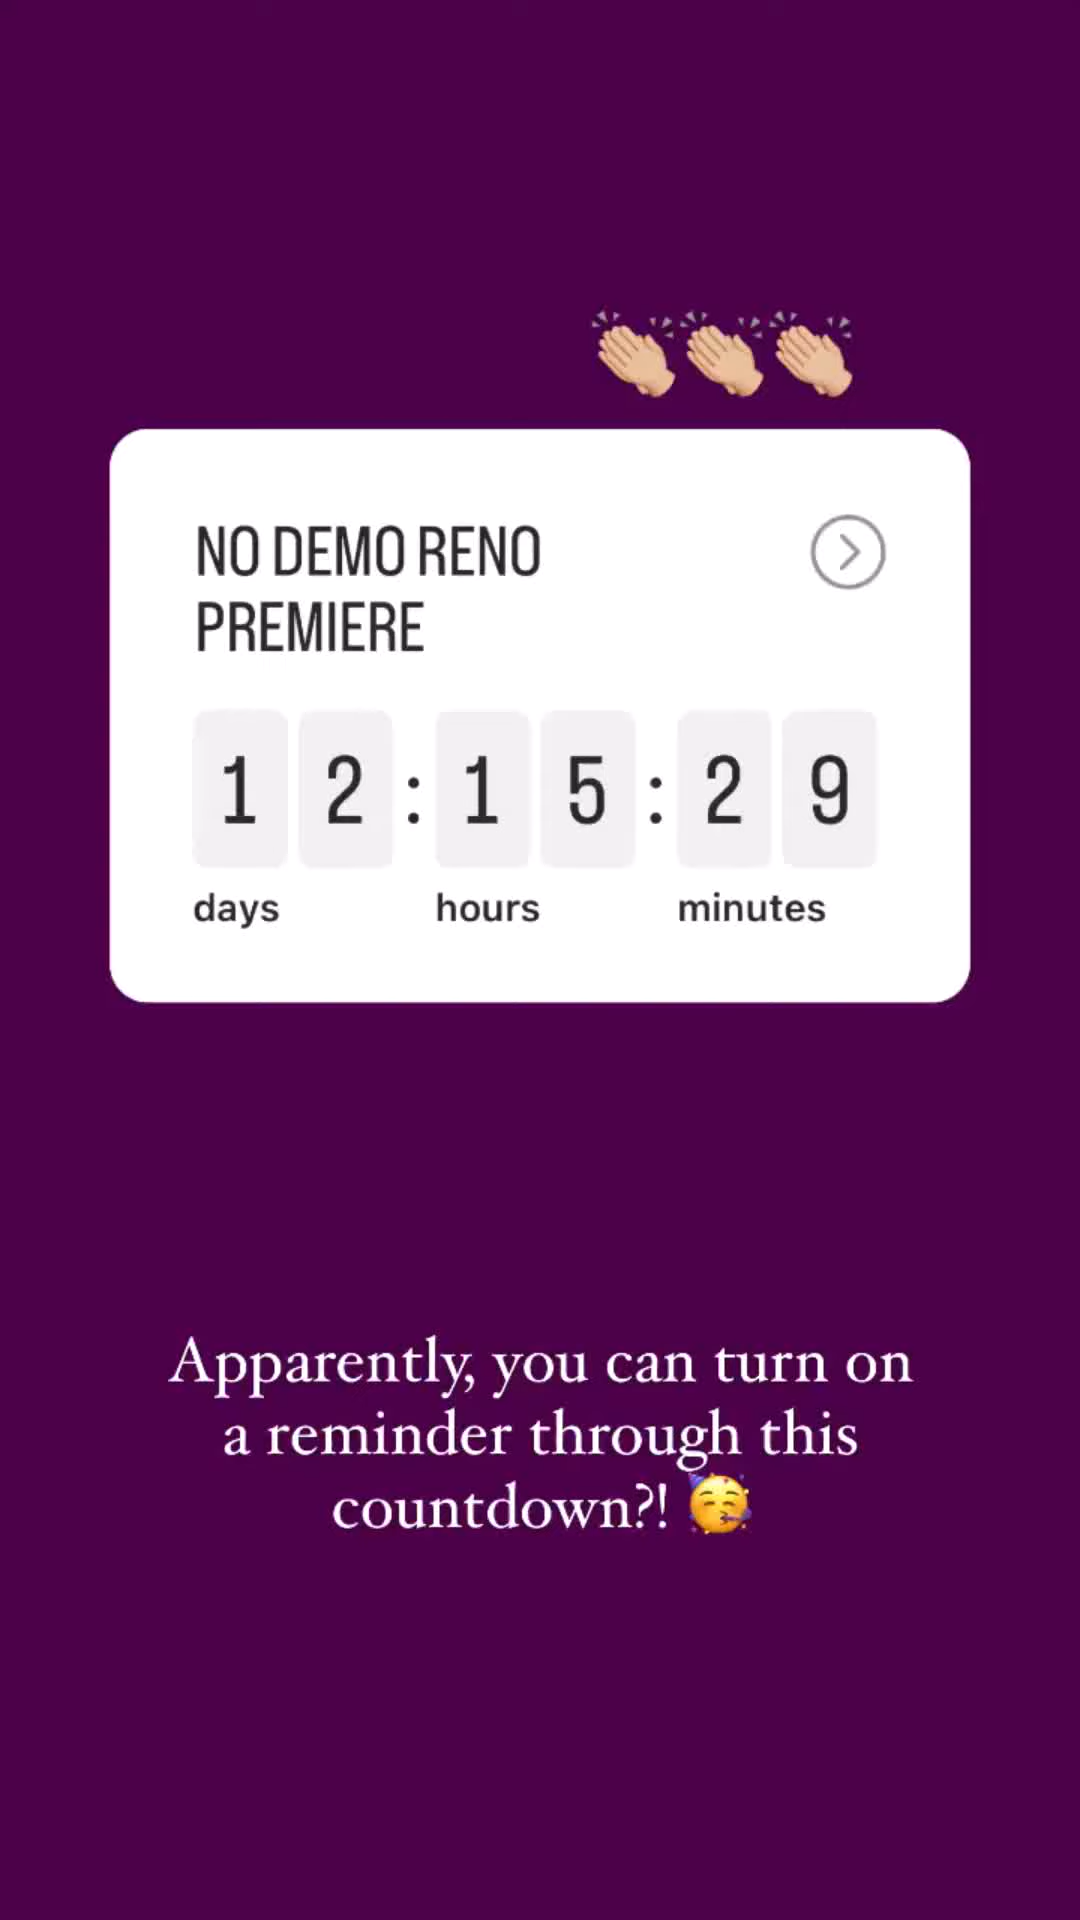 👏🏼👏🏼👏🏼
NO DEMO RENO
PREMIERE
12:15:29
days hours minutes
Apparently, you can turn on
a reminder through this
countdown?! 🥳